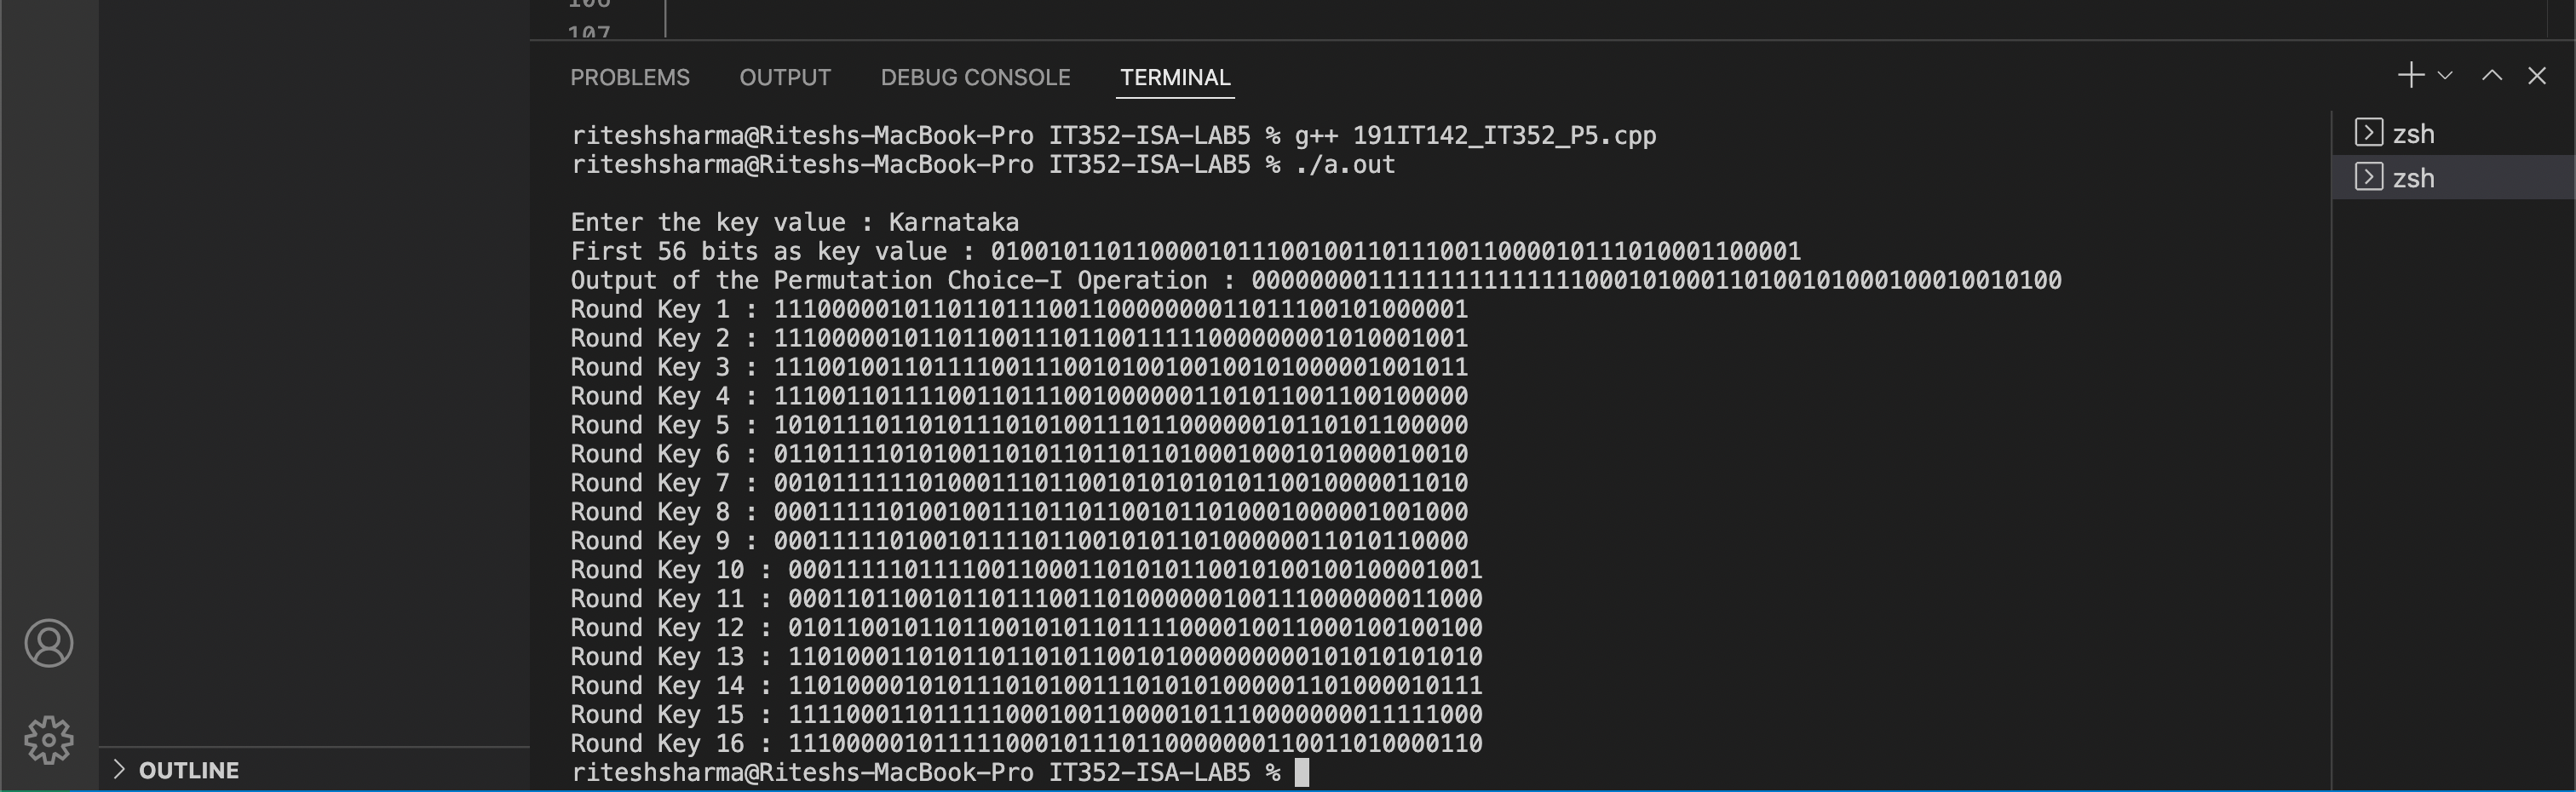 106
107
PROBLEMS OUTPUT DEBUG CONSOLE TERMINAL
riteshsharma@Riteshs-MacBook-Pro IT352-ISA-LAB5 % g++ 191IT142_IT352_P5.cpp
riteshsharma@Riteshs-MacBook-Pro IT352-ISA-LAB5 % ./a.out
Enter the key value : Karnataka
First 56 bits as key value : 01001011011000010111001001101110011000010111010001100001
Output of the Permutation Choice-I Operation : 00000000111111111111111000101000110100101000100010010100
Round Key 1 : 111000001011011011100110000000011011100101000001
Round Key 2 : 111000001011011001110110011111000000001010001001
Round Key 3 : 111001001101111001110010100100100101000001001011
Round Key 4 : 111001101111001101110010000001101011001100100000
Round Key 5 : 101011101101011101010011101100000010110101100000
Round Key 6 : 011011110101001101011011011010001000101000010010
Round Key 7 : 001011111101000111011001010101010110010000011010
Round Key 8 : 000111110100100111011011001011010001000001001000
Round Key 9 : 000111110100101111011001010110100000011010110000
Round Key 10 : 000111110111100110001101010110010100100100001001
Round Key 11 : 000110110010110111001101000000100111000000011000
Round Key 12 : 010110010110110010101101111000010011000100100100
Round Key 13 : 110100011010110110101100101000000000101010101010
Round Key 14 : 110100001010111010100111010101000001101000010111
Round Key 15 : 111100011011111000100110000101110000000011111000
Round Key 16 : 111000001011111000101110110000000110011010000110
riteshsharma@Riteshs-MacBook-Pro IT352-ISA-LAB5 %
zsh
zsh
OUTLINE